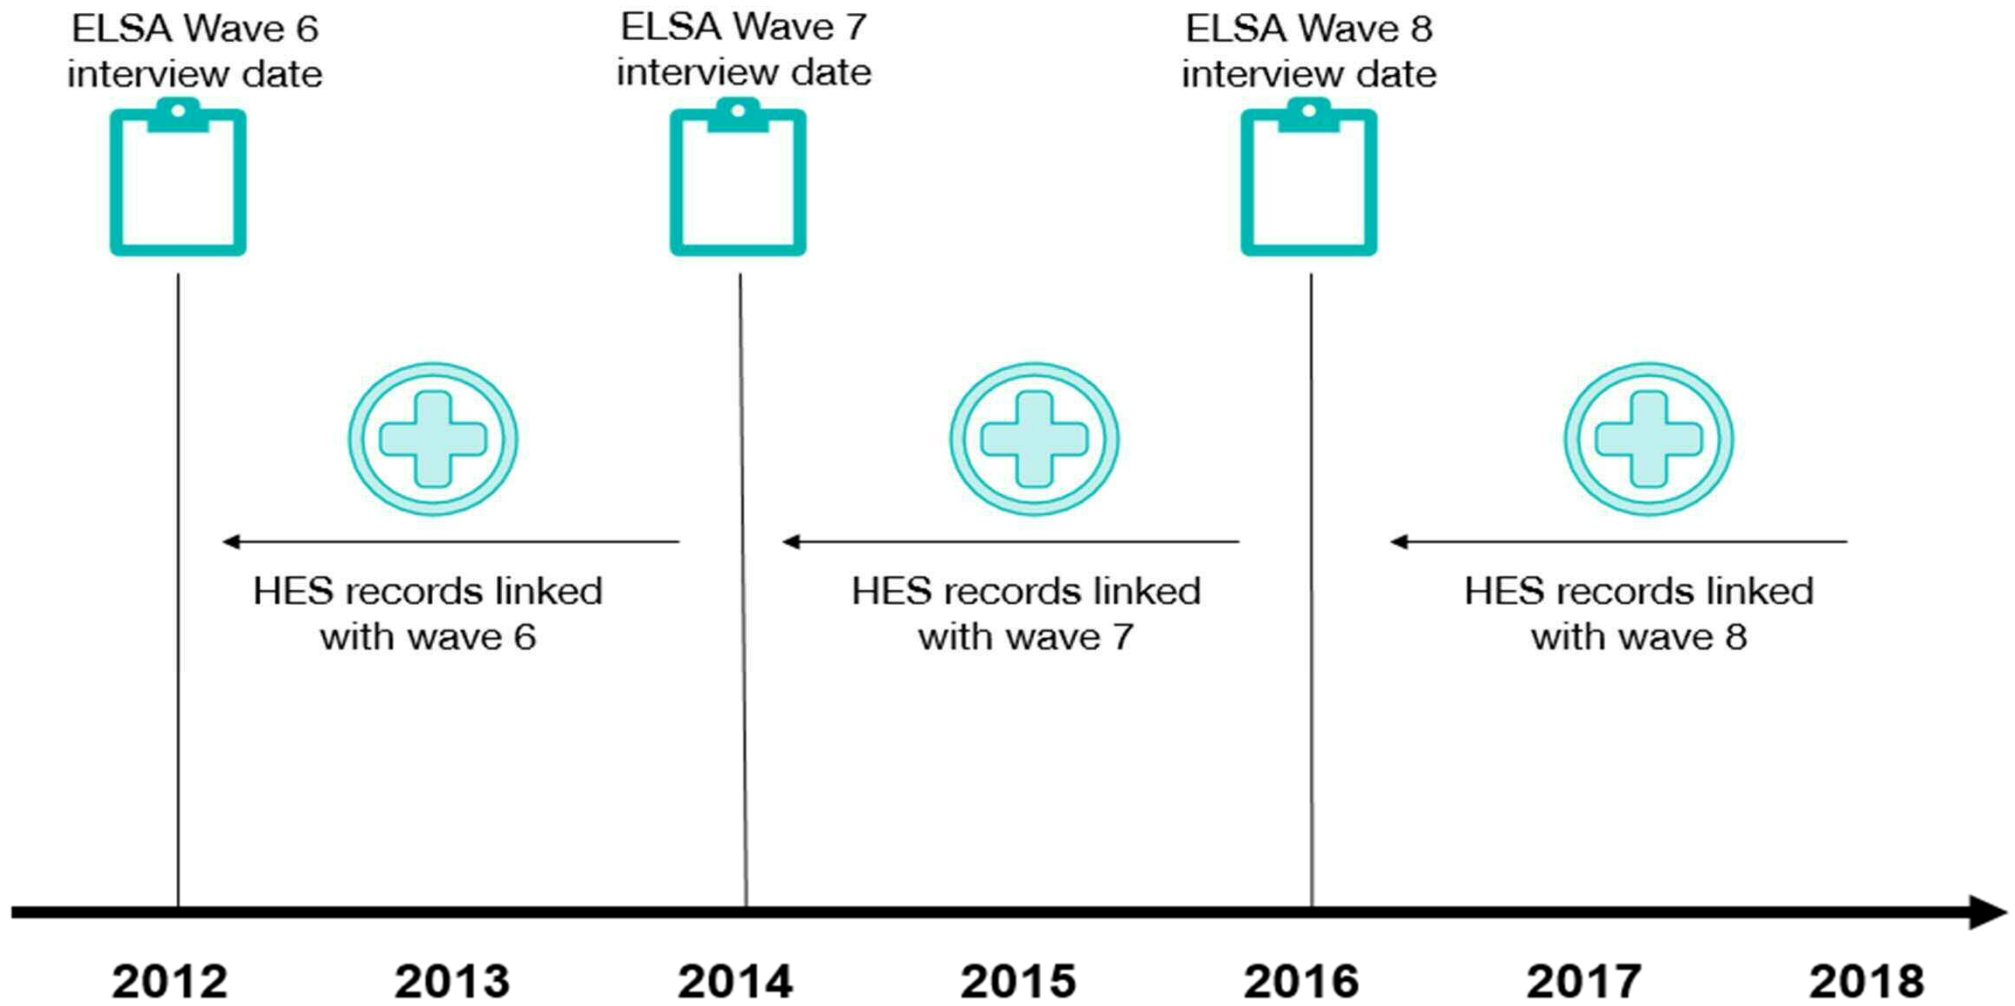 ELSA Wave 6
interview date
ELSA Wave 7
interview date
ELSA Wave 8
interview date
HES records linked
with wave 6
HES records linked
with wave 7
HES records linked
with wave 8
2012
2013
2014
2015
2016
2017
2018